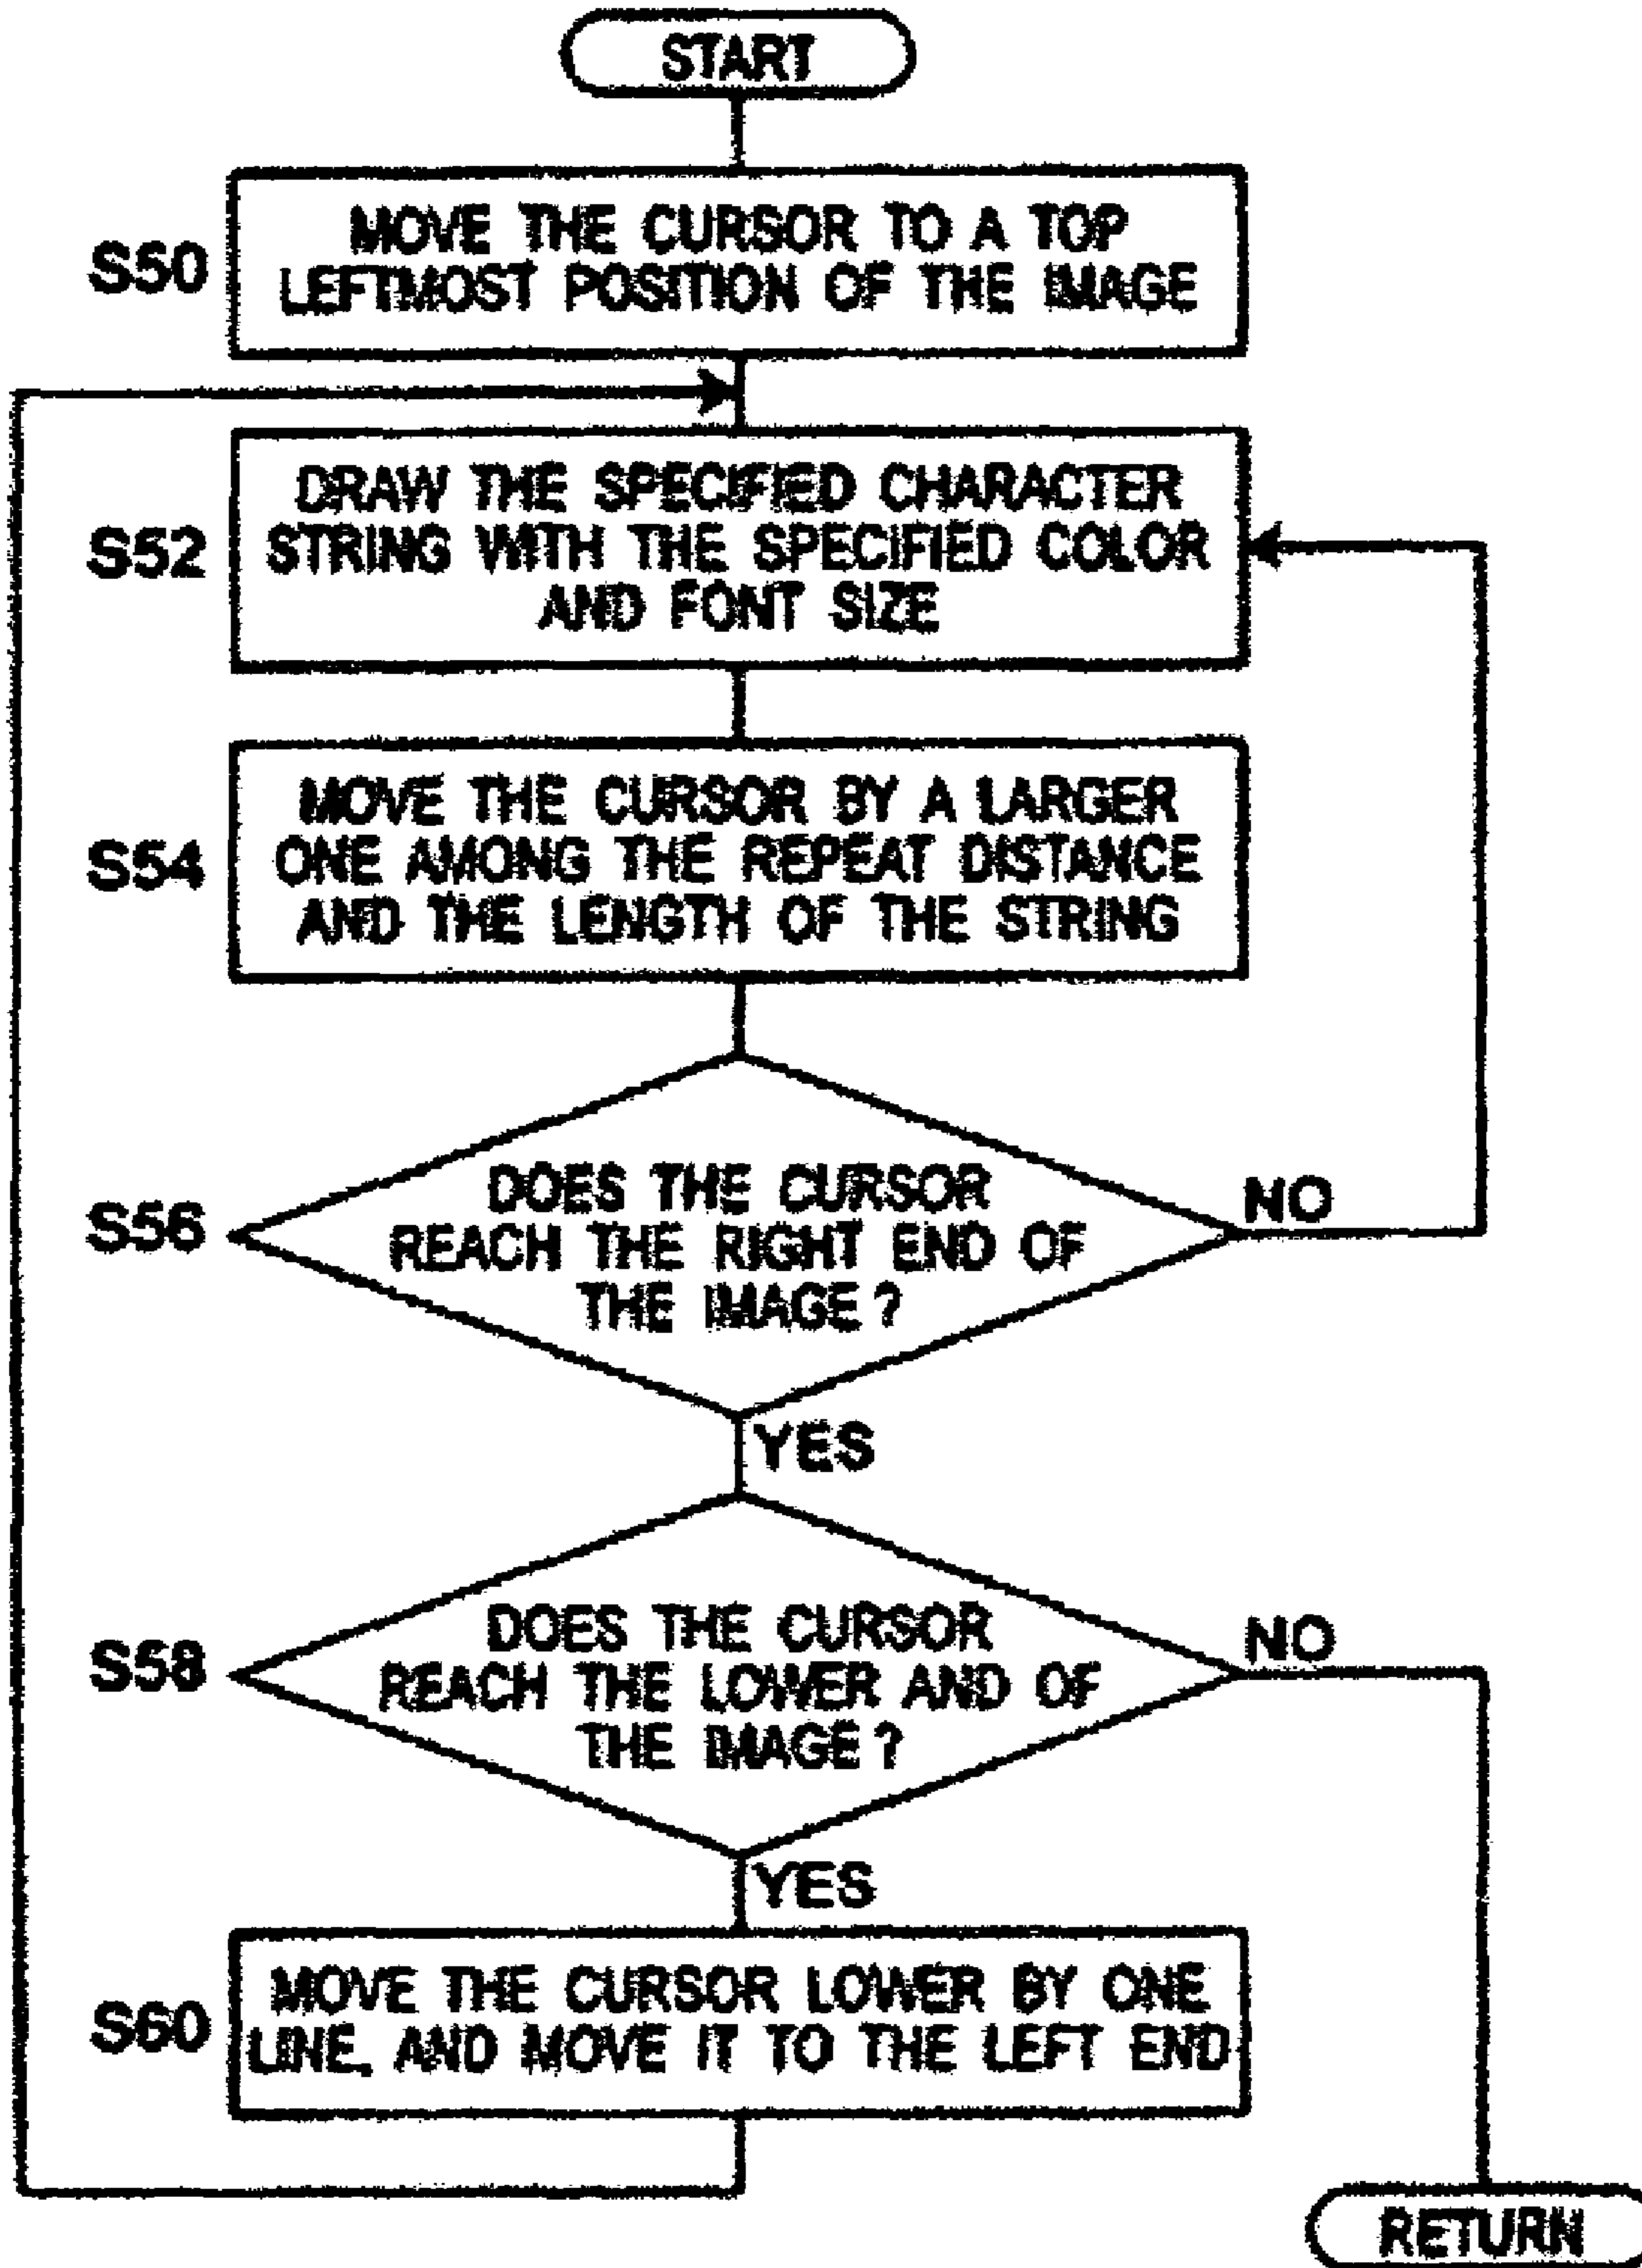 START
S50
MOVE THE CURSOR TO A TOP
LEFTMOST POSITION OF THE IMAGE
S52
DRAW THE SPECIFIED CHARACTER
STRING WITH THE SPECIFIED COLOR
AND FONT SIZE
S54
MOVE THE CURSOR BY A LARGER
ONE AMONG THE REPEAT DISTANCE
AND THE LENGTH OF THE STRING
S56
DOES THE CURSOR
REACH THE RIGHT END OF
THE IMAGE?
NO
YES
S58
DOES THE CURSOR
REACH THE LOWER AND OF
THE IMAGE?
NO
YES
S60
MOVE THE CURSOR LOWER BY ONE
LINE, AND MOVE IT TO THE LEFT END
RETURN